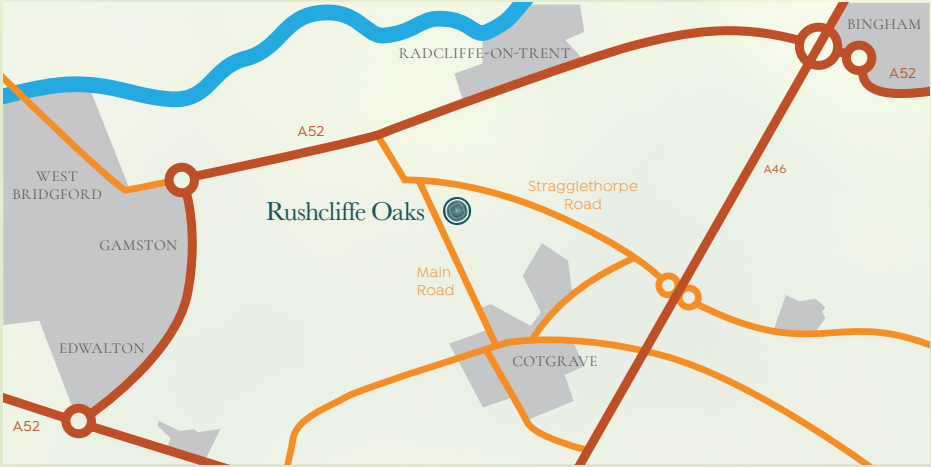 BINGHAM
RADCLIFFE-ON-TRENT
A52
A52
A46
WEST
BRIDGFORD
Stragglethorpe
Road
Rushcliffe Oaks
GAMSTON
Main
Road
EDWALTON
COTGRAVE
A52